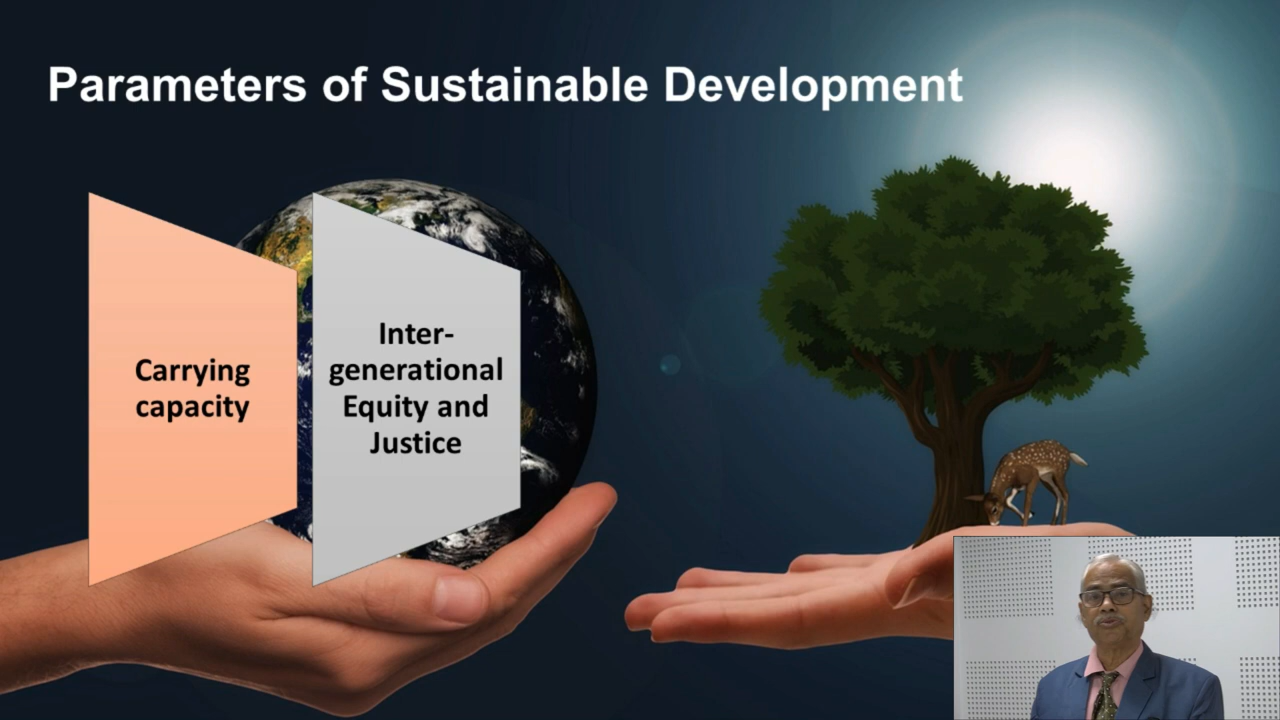 Parameters of Sustainable Development
Carrying
capacity
Inter-
generational
Equity and
Justice